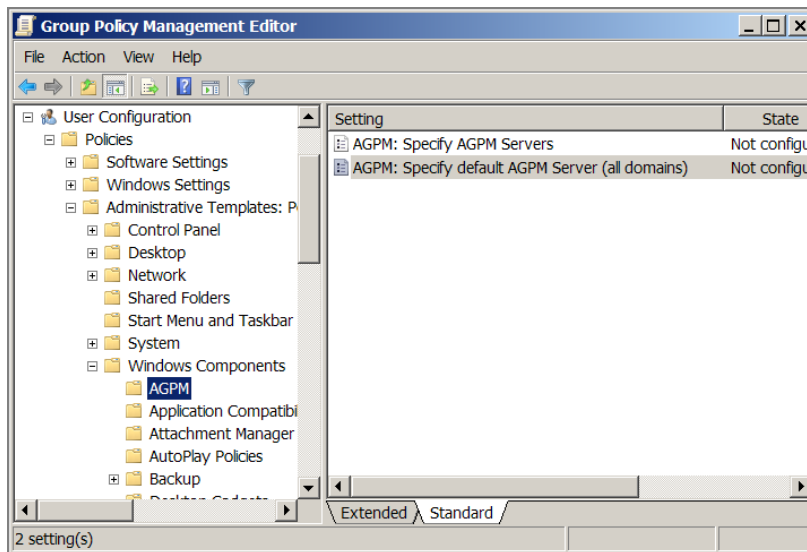 Group Policy Management Editor
File Action View Help
User Configuration
Policies
Software Settings
Windows Settings
Administrative Templates: P
Control Panel
Desktop
Network
Shared Folders
Start Menu and Taskbar
System
Windows Components
AGPM
Application Compatibi
Attachment Manager
AutoPlay Policies
Backup
Desktop Gadgets
Setting State
AGPM: Specify AGPM Servers Not configu
AGPM: Specify default AGPM Server (all domains) Not configu
Extended Standard
2 setting(s)